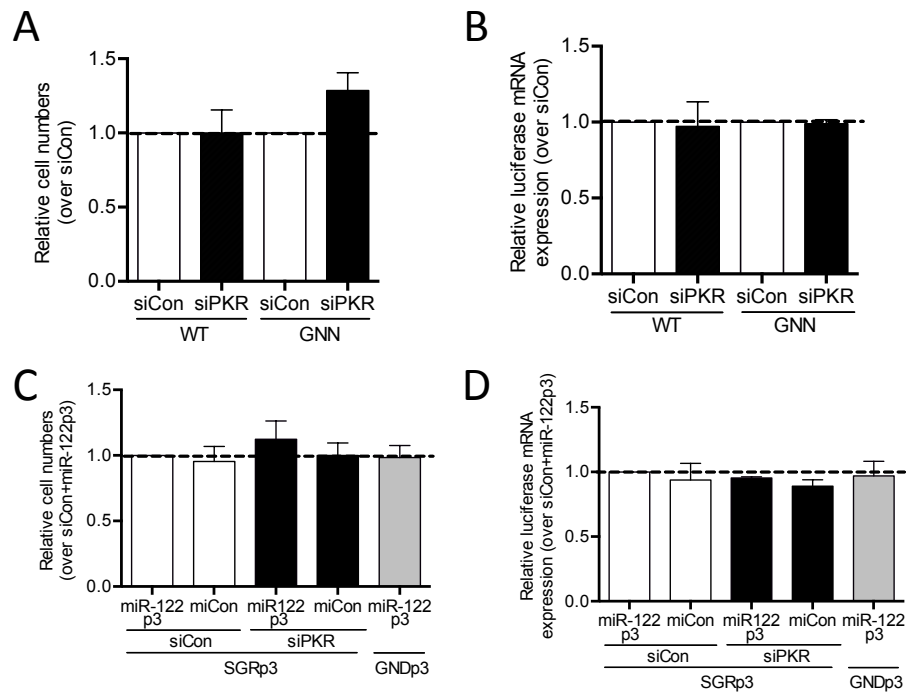 A
Relative cell numbers
(over siCon)
1.5
1.0
0.5
0.0
siCon siPKR siCon siPKR
WT GNN
B
Relative luciferase mRNA
expression (over siCon)
1.5
1.0
0.5
0.0
siCon siPKR siCon siPKR
WT GNN
C
Relative cell numbers
(over siCon+miR-122p3)
1.5
1.0
0.5
0.0
miR-122 miCon miR122 miCon miR-122
p3 p3 p3
siCon siPKR
SGRp3 GNDp3
D
Relative luciferase mRNA
expression (over siCon+miR-122p3)
1.5
1.0
0.5
0.0
miR-122 miCon miR122 miCon miR-122
p3 p3 p3
siCon siPKR
SGRp3 GNDp3